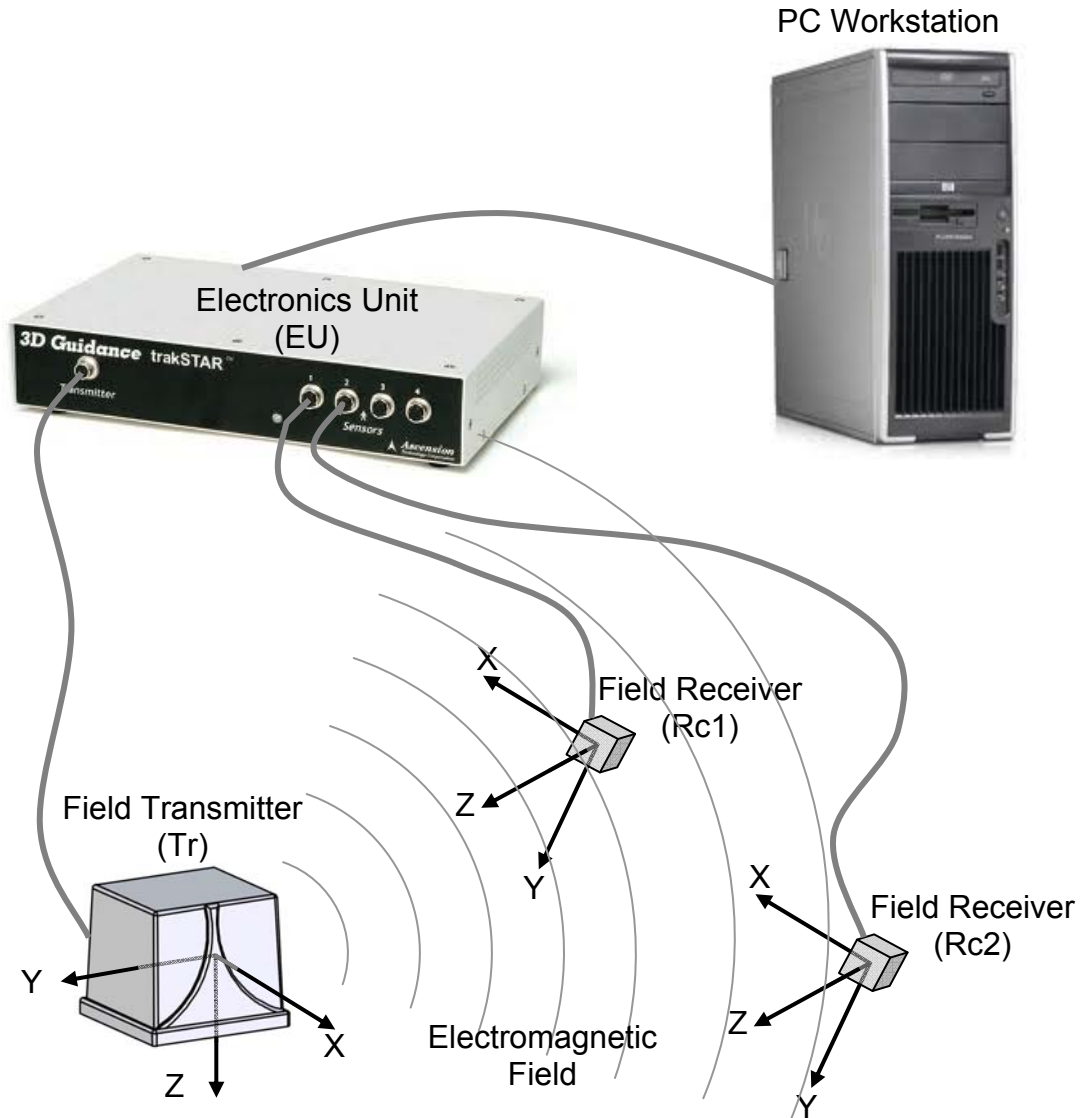 PC Workstation
Electronics Unit
(EU)
3D Guidance trakSTAR™
Transmitter
1 2 3 4
Sensors
Ascension
X
Field Receiver
(Rc1)
Z
Y
Field Transmitter
(Tr)
Y
X
Z
X
Field Receiver
(Rc2)
Z
Y
Electromagnetic
Field